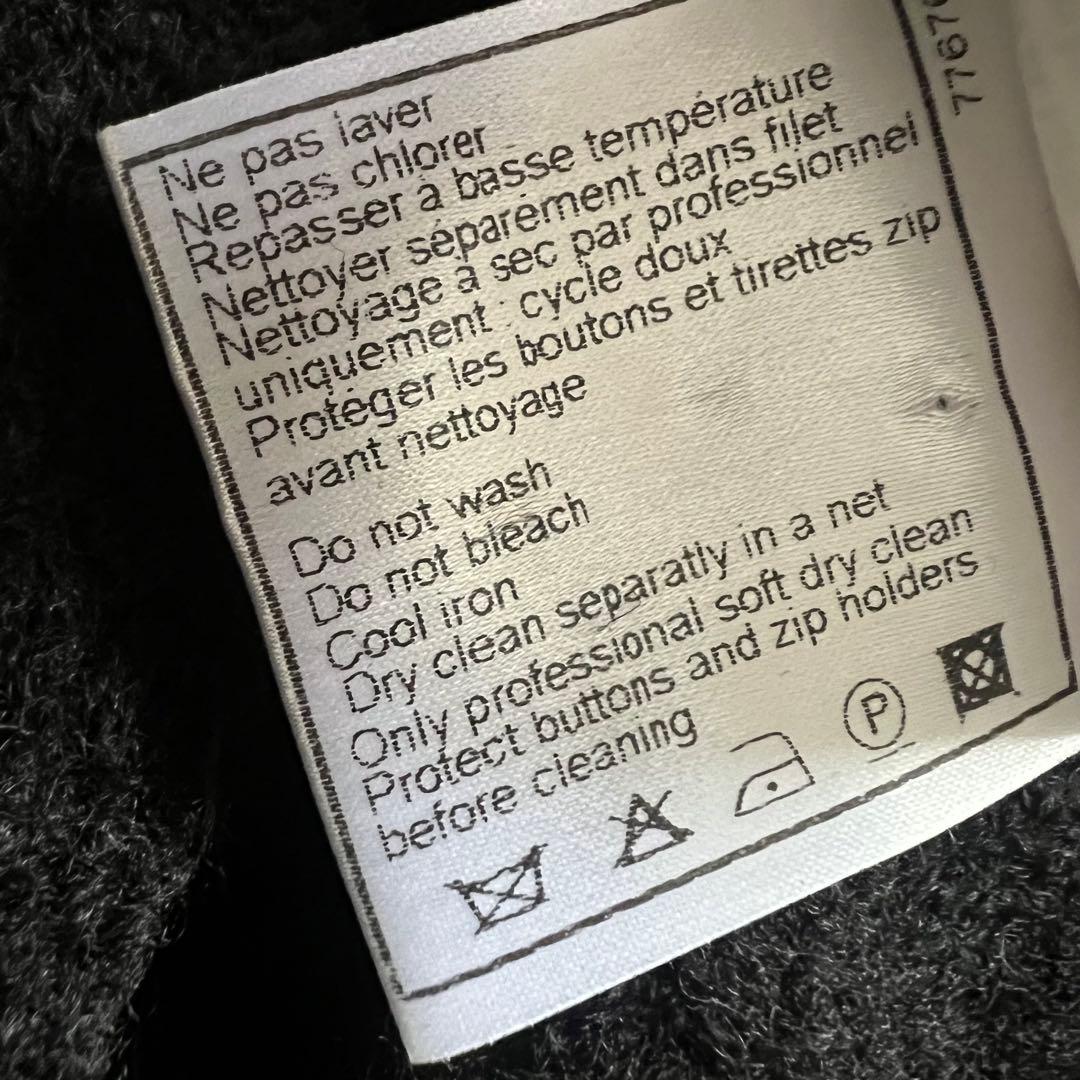 Ne pas laver
Ne pas chlorer
Repasser à basse température
Nettoyer séparément dans filet
Nettoyage à sec par professionnel
uniquement : cycle doux
Protéger les boutons et tirettes zip
avant nettoyage
Do not wash
Do not bleach
Cool iron
Dry clean separatly in a net
Only professional soft dry clean
Protect buttons and zip holders
before cleaning
P